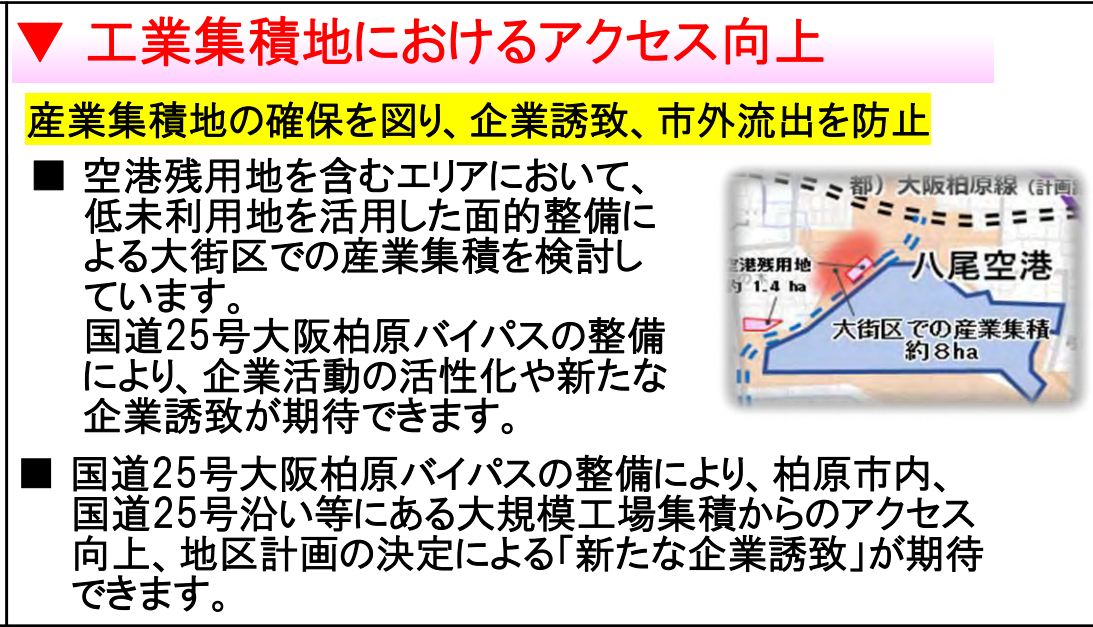 ▼ 工業集積地におけるアクセス向上
産業集積地の確保を図り、企業誘致、市外流出を防止
■ 空港残用地を含むエリアにおいて、
低未利用地を活用した面的整備に
よる大街区での産業集積を検討し
ています。
国道25号大阪柏原バイパスの整備
により、企業活動の活性化や新たな
企業誘致が期待できます。
都）大阪柏原線（計画
港残用地
1.4 ha
八尾空港
大街区での産業集積
約8ha
■ 国道25号大阪柏原バイパスの整備により、柏原市内、
国道25号沿い等にある大規模工場集積からのアクセス
向上、地区計画の決定による「新たな企業誘致」が期待
できます。